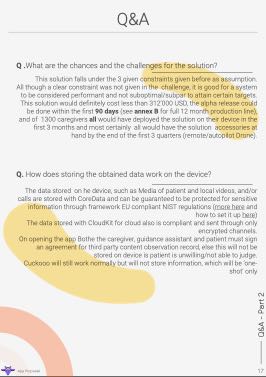 Q&A
Q .What are the chances and the challenges for the solution?
This solution falls under the 3 given constraints given before as assumption.
All though a clear constraint was not given in the challenge, it is good for a system
to be considered performant and not suboptimal/subpar to attain certain targets.
This solution would definitely cost less than 312'000 USD, the alpha release could
be done within the first 90 days (see annex B for full 12 month production line),
and of 1300 caregivers all would have deployed the solution on their device in the
first 3 months and most certainly all would have the solution accessories at
hand by the end of the first 3 quarters (remote/autopilot Drone).
Q. How does storing the obtained data work on the device?
The data stored on he device, such as Media of patient and local videos, and/or
calls are stored with CoreData and can be guaranteed to be protected for sensitive
information through framework EU compliant NIST regulations (more here and
how to set it up here)
The data stored with CloudKit for cloud also is compliant and sent through only
encrypted channels.
On opening the app Bothe the caregiver, guidance assistant and patient must sign
an agreement for third party content observation record, else this will not be
stored on device is patient is unwilling/not able to judge.
Cuckooo will still work normally but will not store information, which will be 'one-
shot' only
Q&A - Part 2
17